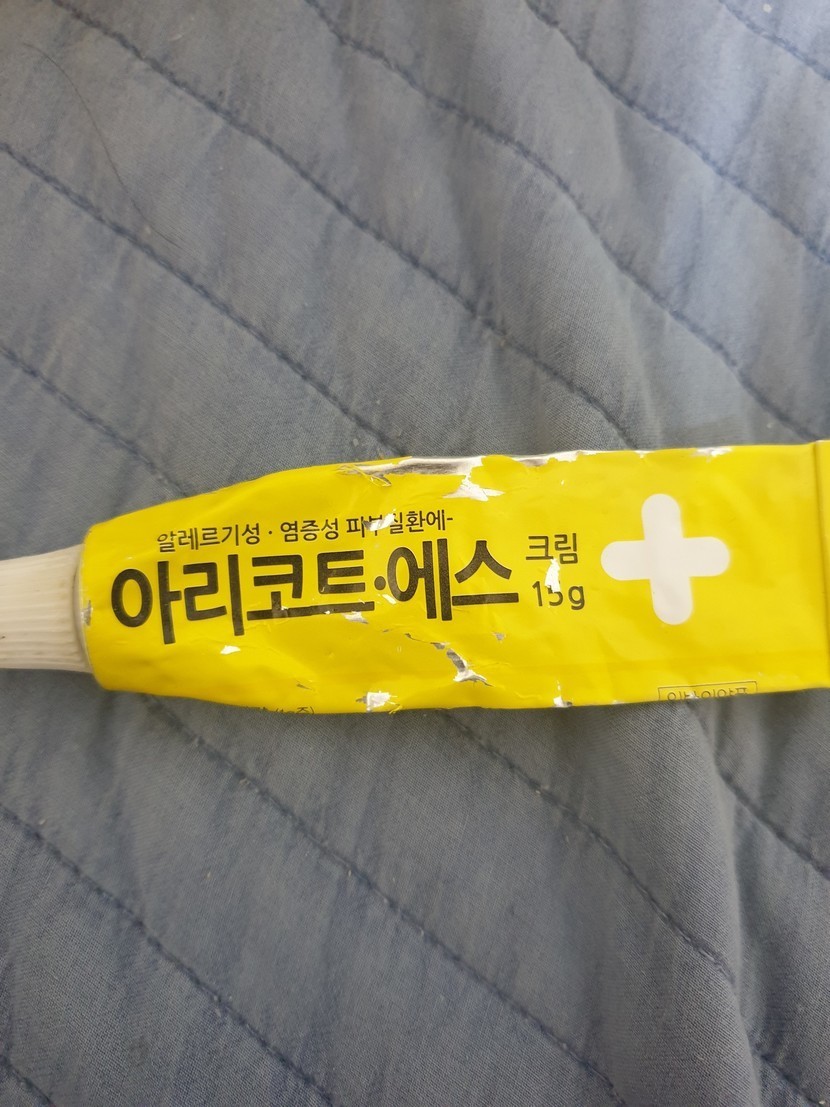 알레르기성 · 염증성 피부질환에-
아리코트·에스
크림
15g